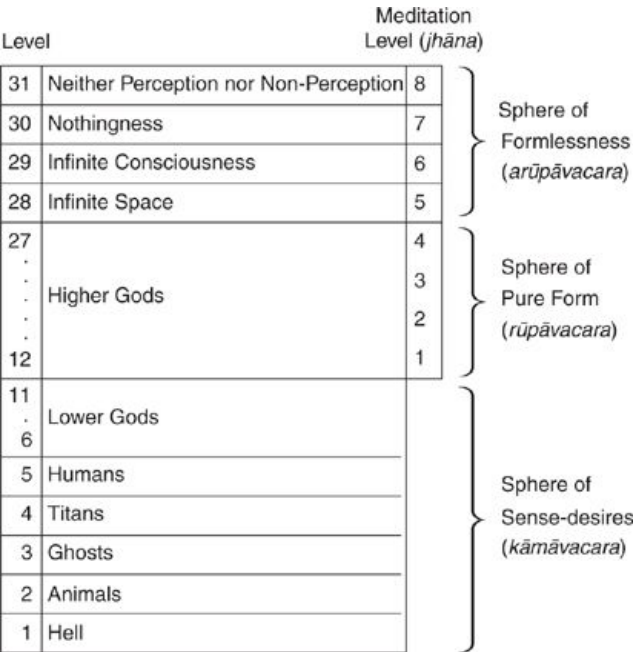 Meditation
Level Level (jhāna)
31 Neither Perception nor Non-Perception 8
30 Nothingness 7
29 Infinite Consciousness 6
28 Infinite Space 5
Sphere of
Formlessness
(arūpāvacara)
27 4
.
.
. 3
Higher Gods
. 2
.
12 1
Sphere of
Pure Form
(rūpāvacara)
11
. Lower Gods
6
5 Humans
4 Titans
3 Ghosts
2 Animals
1 Hell
Sphere of
Sense-desires
(kāmāvacara)